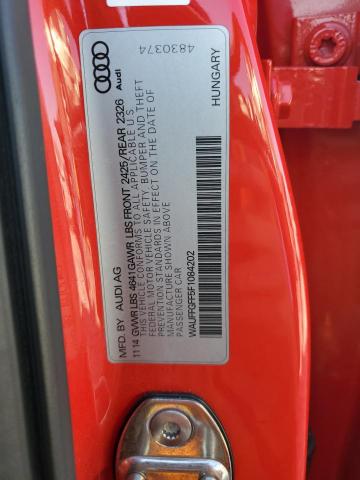 MFD. BY AUDI AG
11 14 GVWR LBS 4641 GAWR LBS FRONT 2425/REAR 2326
THIS VEHICLE CONFORMS TO ALL APPLICABLE U.S.
FEDERAL MOTOR VEHICLE SAFETY, BUMPER AND THEFT
PREVENTION STANDARDS IN EFFECT ON THE DATE OF
MANUFACTURE SHOWN ABOVE
PASSENGER CAR
WAUFFGFF5F1084202
HUNGARY
Audi
4830374